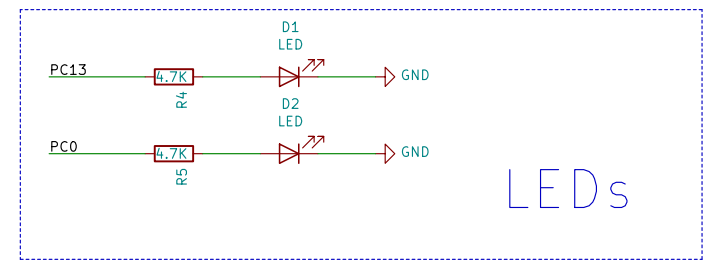 D1
LED
PC13
4.7K
GND
R4
D2
LED
PC0
4.7K
GND
R5
LEDs